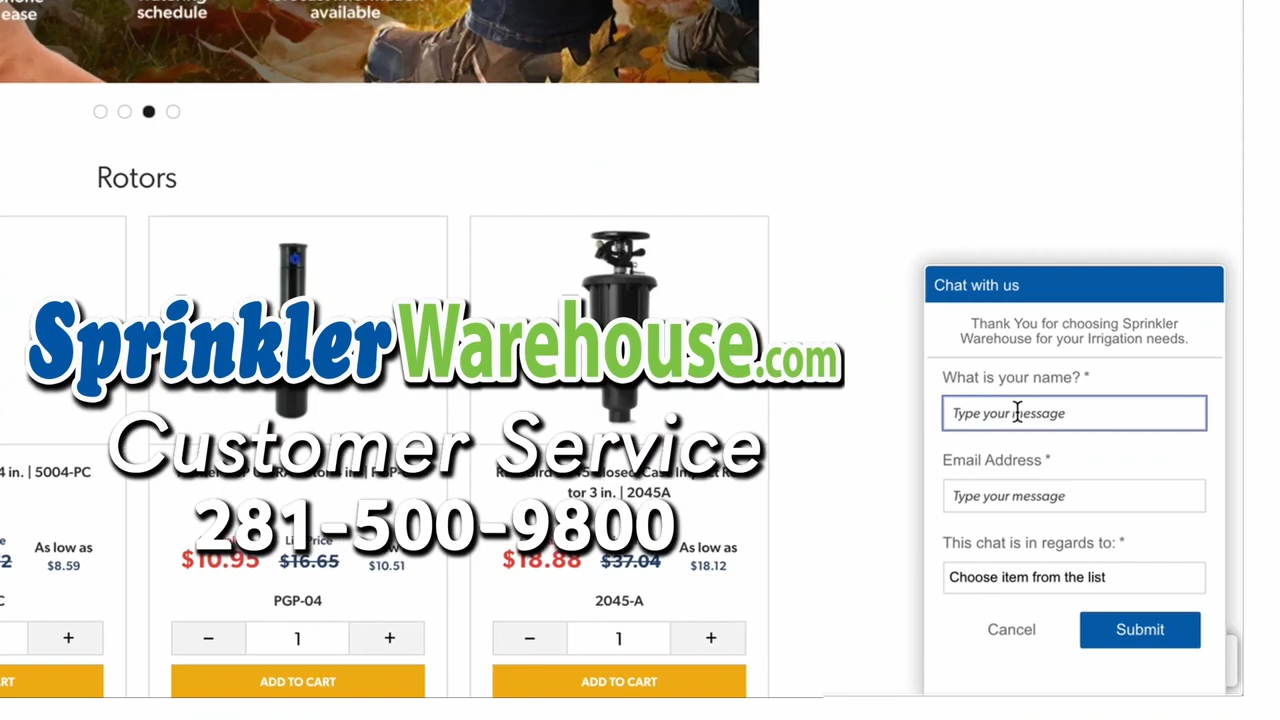 ease
schedule
available
Rotors
SprinklerWarehouse.com
Customer Service
281-500-9800
4 in. | 5004-PC
tor 3 in. | 2045A
As low as
$8.59
$10.95
$16.65
$10.51
$18.88
$37.04
As low as
$18.12
PGP-04
2045-A
− 1 +
− 1 +
+
ADD TO CART
ADD TO CART
Chat with us
Thank You for choosing Sprinkler
Warehouse for your Irrigation needs.
What is your name? *
Type your message
Email Address *
Type your message
This chat is in regards to: *
Choose item from the list
Cancel
Submit